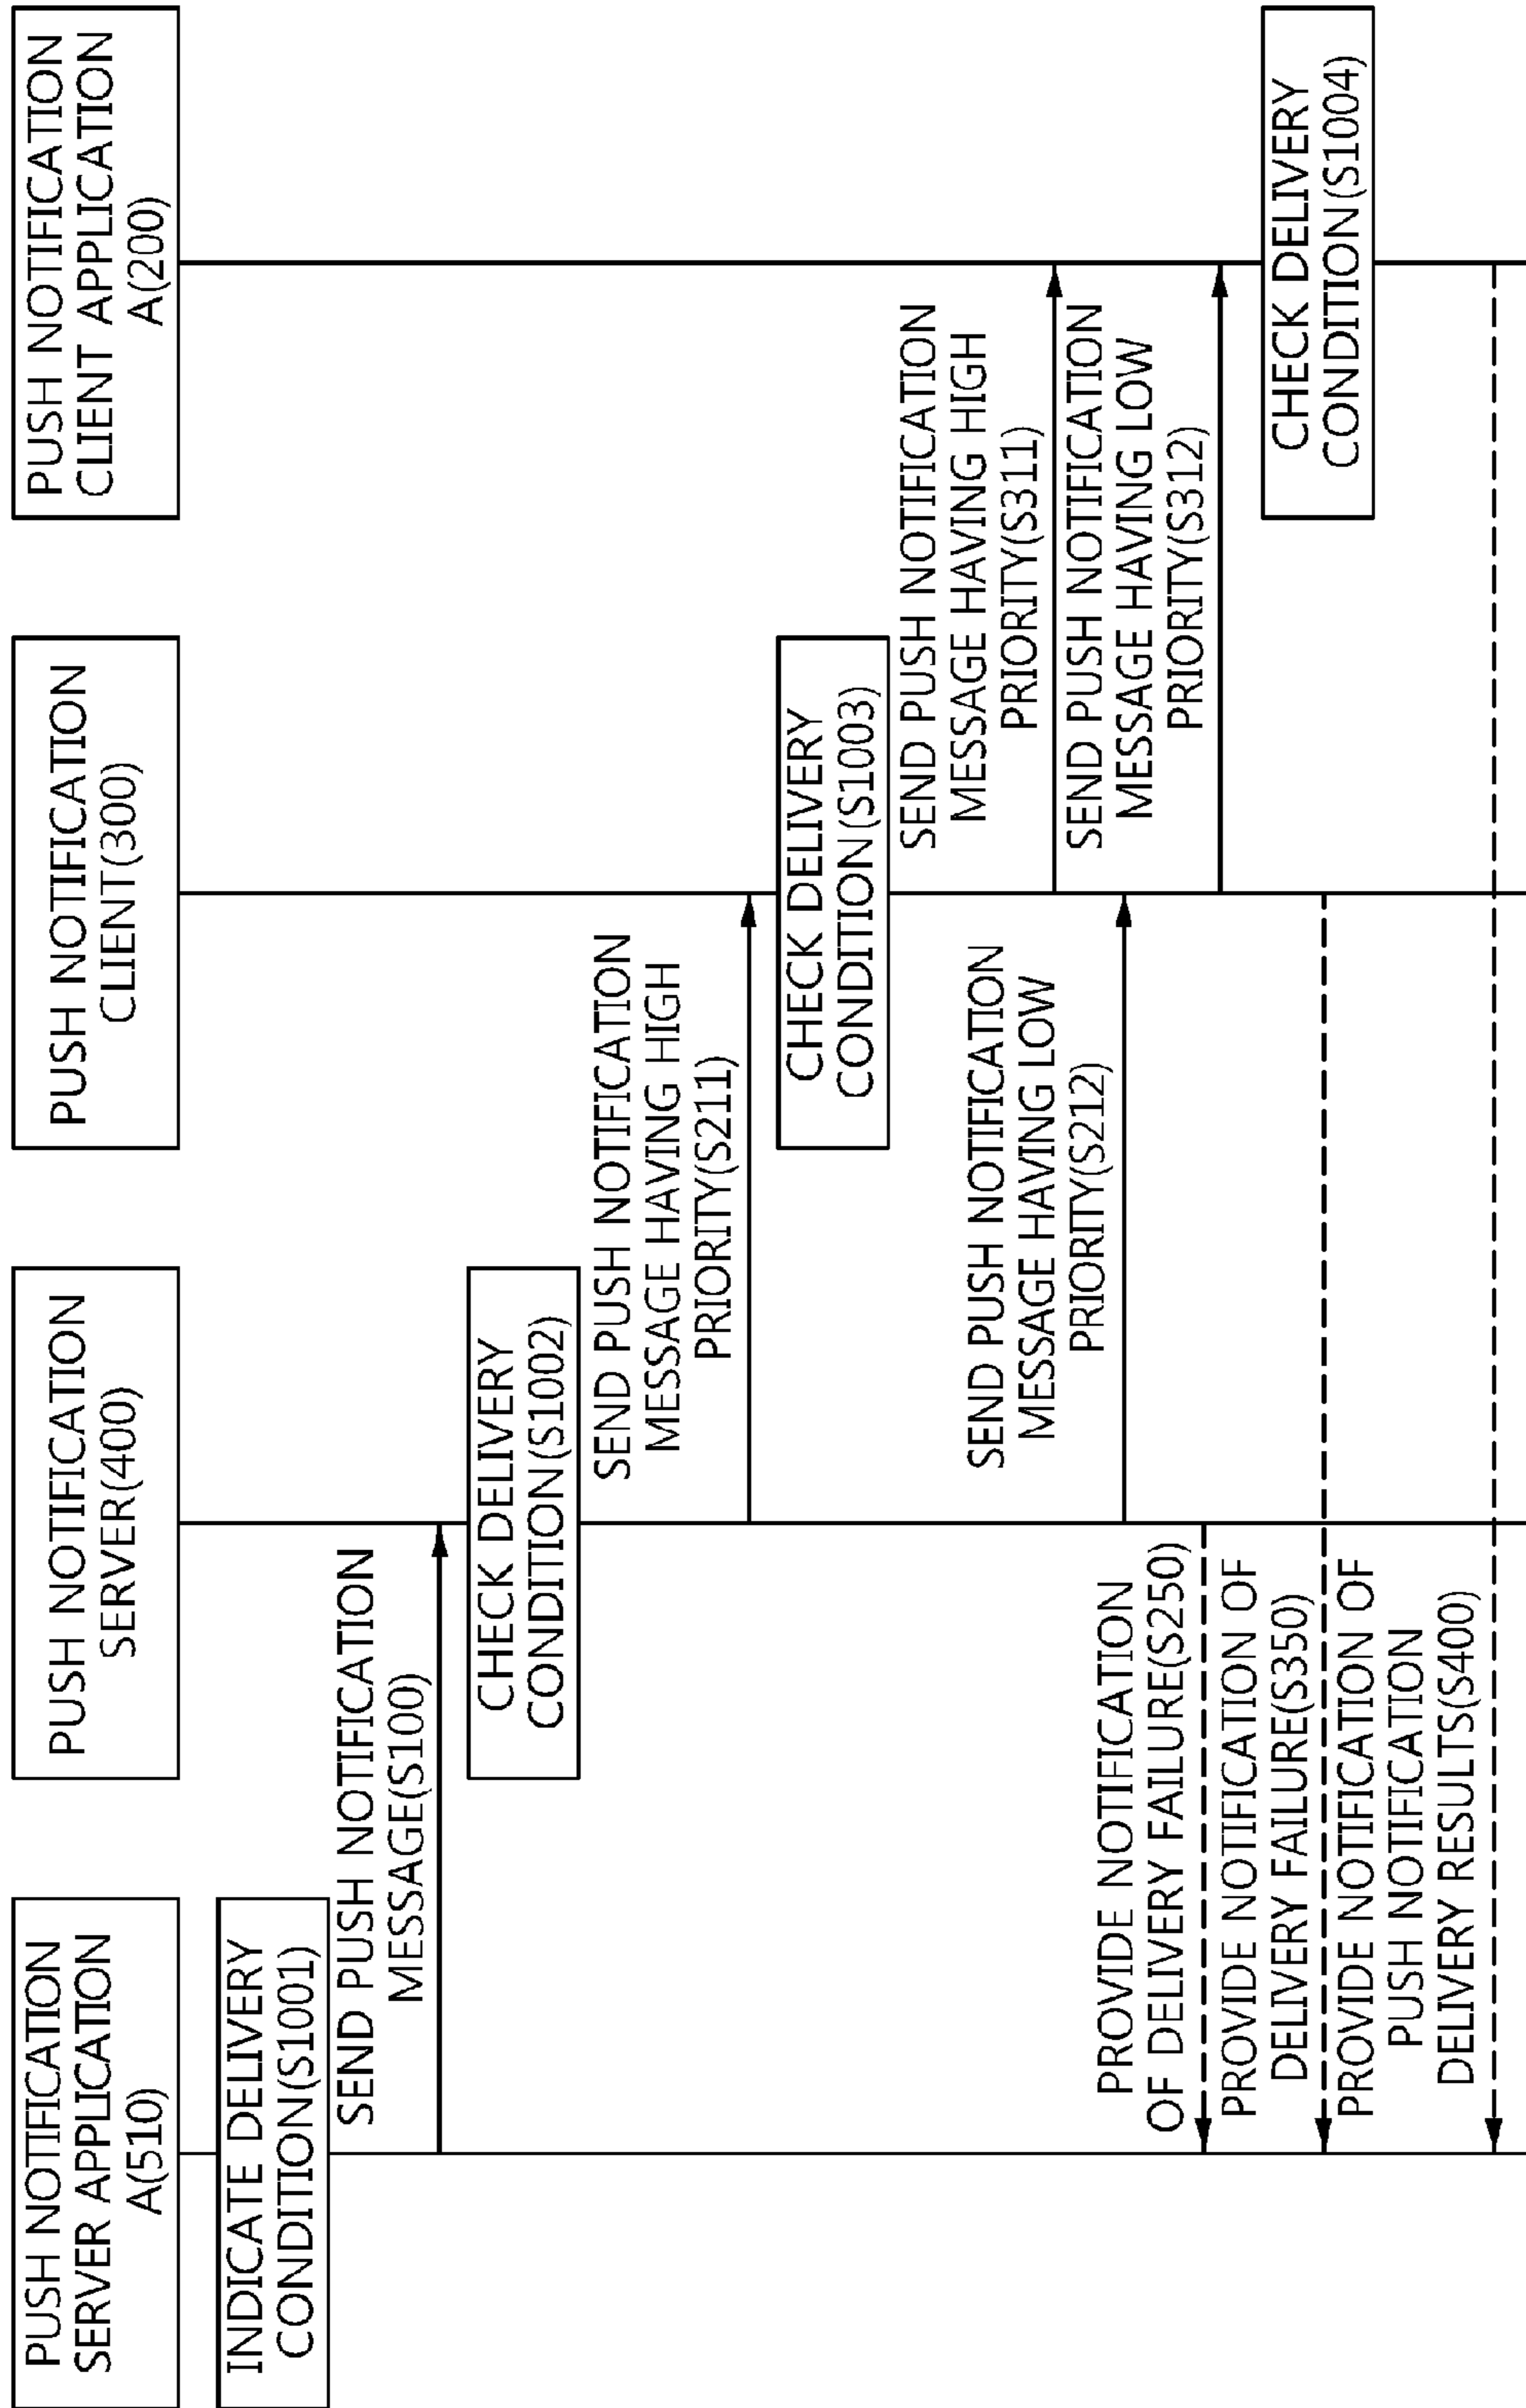 PUSH NOTIFICATION
SERVER APPLICATION
A(510)
PUSH NOTIFICATION
SERVER(400)
PUSH NOTIFICATION
CLIENT(300)
PUSH NOTIFICATION
CLIENT APPLICATION
A(200)
INDICATE DELIVERY
CONDITION(S1001)
SEND PUSH NOTIFICATION
MESSAGE(S100)
CHECK DELIVERY
CONDITION(S1002)
SEND PUSH NOTIFICATION
MESSAGE HAVING HIGH
PRIORITY(S211)
CHECK DELIVERY
CONDITION(S1003)
SEND PUSH NOTIFICATION
MESSAGE HAVING HIGH
PRIORITY(S311)
SEND PUSH NOTIFICATION
MESSAGE HAVING LOW
PRIORITY(S212)
SEND PUSH NOTIFICATION
MESSAGE HAVING LOW
PRIORITY(S312)
PROVIDE NOTIFICATION
OF DELIVERY FAILURE(S250)
PROVIDE NOTIFICATION OF
DELIVERY FAILURE(S350)
CHECK DELIVERY
CONDITION(S1004)
PROVIDE NOTIFICATION OF
PUSH NOTIFICATION
DELIVERY RESULTS(S400)